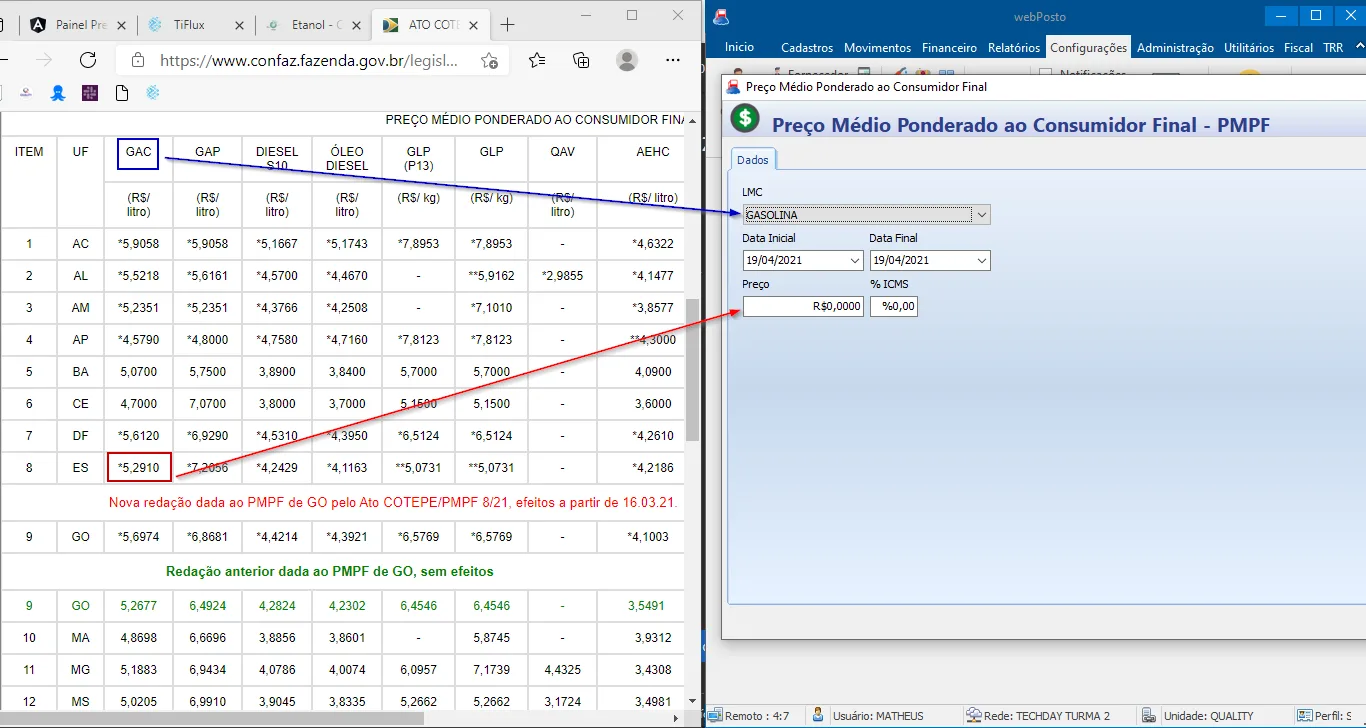 Painel Pre
TiFlux
Etanol - C
ATO COTE
https://www.confaz.fazenda.gov.br/legisl...
PREÇO MÉDIO PONDERADO AO CONSUMIDOR FINA
ITEM UF GAC GAP DIESEL S10 ÓLEO DIESEL GLP (P13) GLP QAV AEHC
(R$/ litro) (R$/ litro) (R$/ litro) (R$/ litro) (R$/ kg) (R$/ kg) (R$/ litro) (R$/ litro)
1 AC *5,9058 *5,9058 *5,1667 *5,1743 *7,8953 *7,8953 - *4,6322
2 AL *5,5218 *5,6161 *4,5700 *4,4670 - **5,9162 *2,9855 *4,1477
3 AM *5,2351 *5,2351 *4,3766 *4,2508 - *7,1010 - *3,8577
4 AP *4,5790 *4,8000 *4,7580 *4,7160 *7,8123 *7,8123 - **4,3000
5 BA 5,0700 5,7500 3,8900 3,8400 5,7000 5,7000 - 4,0900
6 CE 4,7000 7,0700 3,8000 3,7000 5,1500 5,1500 - 3,6000
7 DF *5,6120 *6,9290 *4,5310 *4,3950 *6,5124 *6,5124 - *4,2610
8 ES *5,2910 *7,2056 *4,2429 *4,1163 **5,0731 **5,0731 - *4,2186
Nova redação dada ao PMPF de GO pelo Ato COTEPE/PMPF 8/21, efeitos a partir de 16.03.21.
9 GO *5,6974 *6,8681 *4,4214 *4,3921 *6,5769 *6,5769 - *4,1003
Redação anterior dada ao PMPF de GO, sem efeitos
9 GO 5,2677 6,4924 4,2824 4,2302 6,4546 6,4546 - 3,5491
10 MA 4,8698 6,6696 3,8856 3,8601 - 5,8745 - 3,9312
11 MG 5,1883 6,9434 4,0786 4,0074 6,0957 7,1739 4,4325 3,4308
12 MS 5,0205 6,9910 3,9045 3,8335 5,2662 5,2662 3,1724 3,4981
webPosto
Inicio Cadastros Movimentos Financeiro Relatórios Configurações Administração Utilitários Fiscal TRR
Fornecedor Notificações
Preço Médio Ponderado ao Consumidor Final
Preço Médio Ponderado ao Consumidor Final - PMPF
Dados
LMC
GASOLINA
Data Inicial Data Final
19/04/2021 19/04/2021
Preço % ICMS
R$0,0000 %0,00
Remoto : 4:7 Usuário: MATHEUS Rede: TECHDAY TURMA 2 Unidade: QUALITY Perfil: S